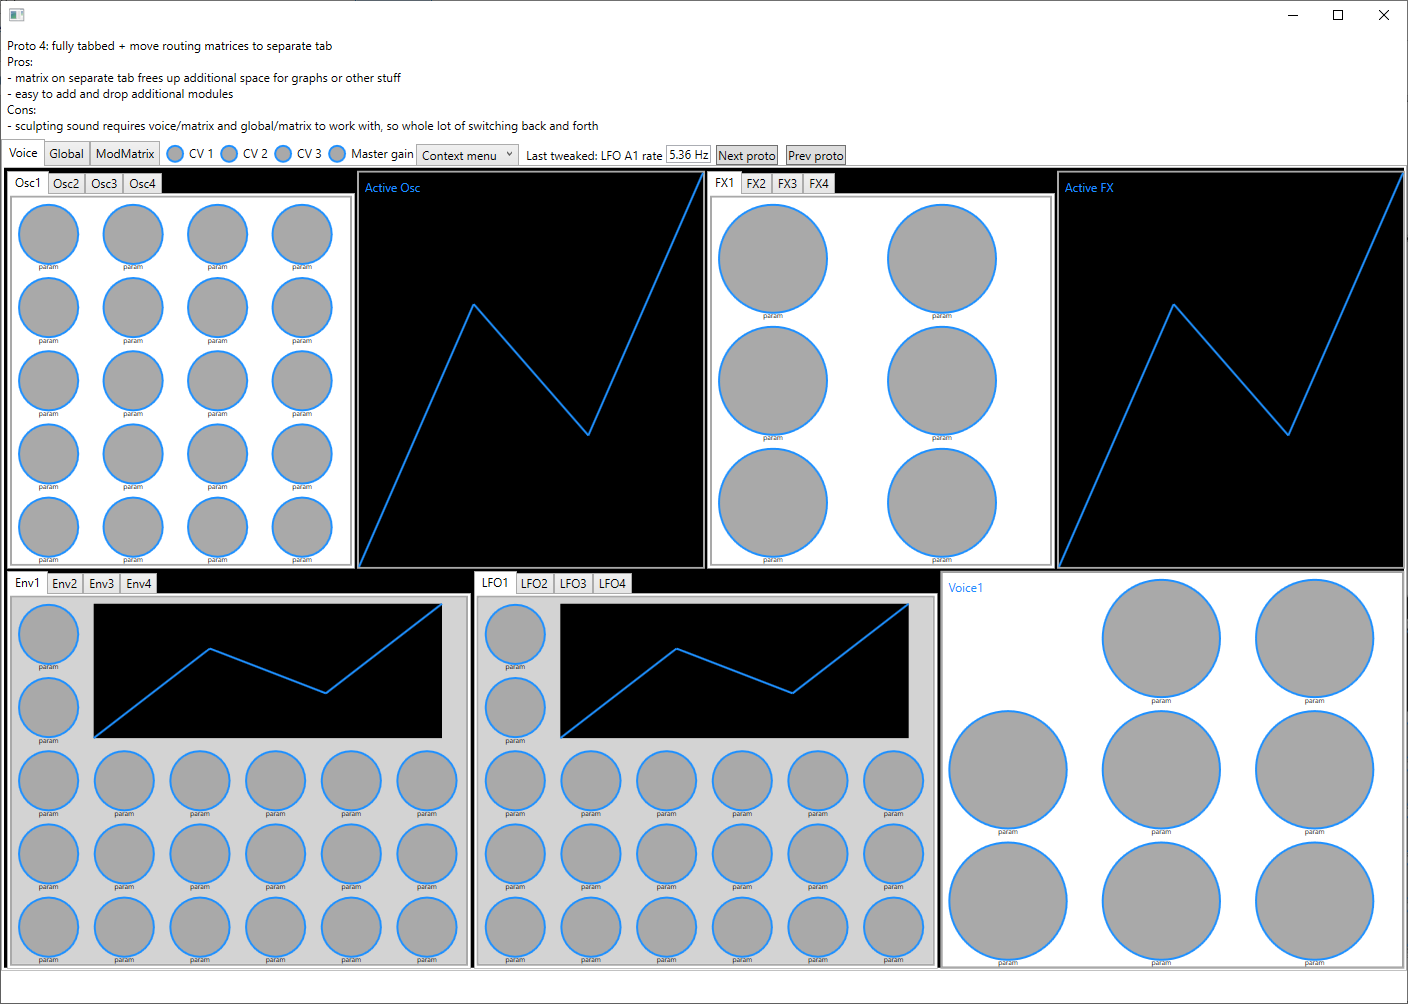 Proto 4: fully tabbed + move routing matrices to separate tab
Pros:
- matrix on separate tab frees up additional space for graphs or other stuff
- easy to add and drop additional modules
Cons:
- sculpting sound requires voice/matrix and global/matrix to work with, so whole lot of switching back and forth
Voice Global ModMatrix CV 1 CV 2 CV 3 Master gain Context menu Last tweaked: LFO A1 rate 5.36 Hz Next proto Prev proto
Osc1 Osc2 Osc3 Osc4 Active Osc FX1 FX2 FX3 FX4 Active FX
param param param param
param param
param param param param
param param param param
param param
param param param param
param param param param
param param
Env1 Env2 Env3 Env4 LFO1 LFO2 LFO3 LFO4 Voice1
param param
param param
param param
param param
param param param param param param param param param param param param
param param param
param param param param param param param param param param param param
param param param param param param param param param param param param
param param param